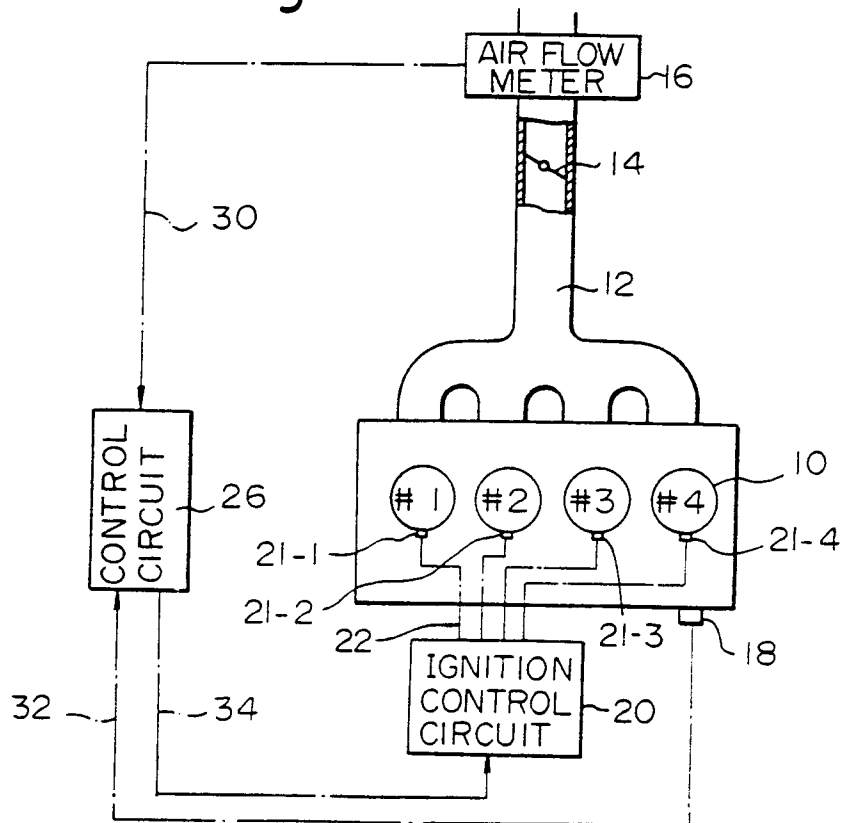 AIR FLOW
METER
16
14
30
12
CONTROL
CIRCUIT
26
10
#1
#2
#3
#4
21-1
21-2
21-3
21-4
22
18
IGNITION
CONTROL
CIRCUIT
20
32
34